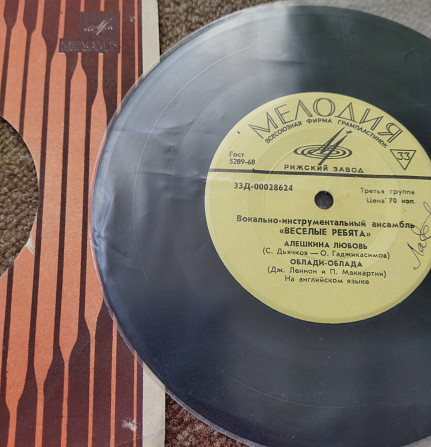 МЕЛОДИЯ
МЕЛОДИЯ
ВСЕСОЮЗНАЯ ФИРМА ГРАМПЛАСТИНОК
Гост
5289-68
33
РИЖСКИЙ ЗАВОД
33Д-00028624
Третья группа
Цена 70 коп.
Вокально-инструментальный ансамбль
«ВЕСЕЛЫЕ РЕБЯТА»
АЛЕШКИНА ЛЮБОВЬ
(С. Дьячков — О. Гаджикасимов)
ОБЛАДИ-ОБЛАДА
(Дж. Леннон и П. Маккартни)
На английском языке